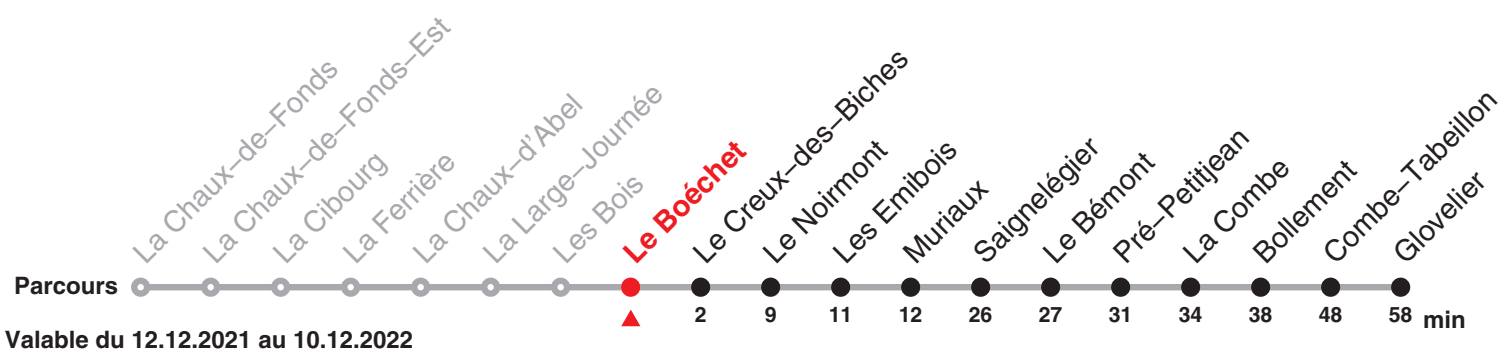 La Chaux–de–Fonds
La Chaux–de–Fonds–Est
La Cibourg
La Ferrière
La Chaux–d'Abel
La Large–Journée
Les Bois
Le Boéchet
Le Creux–des–Biches
Le Noirmont
Les Emibois
Muriaux
Saignelégier
Le Bémont
Pré–Petitjean
La Combe
Bollement
Combe–Tabeillon
Glovelier
Parcours
2 9 11 12 26 27 31 34 38 48 58 min
Valable du 12.12.2021 au 10.12.2022